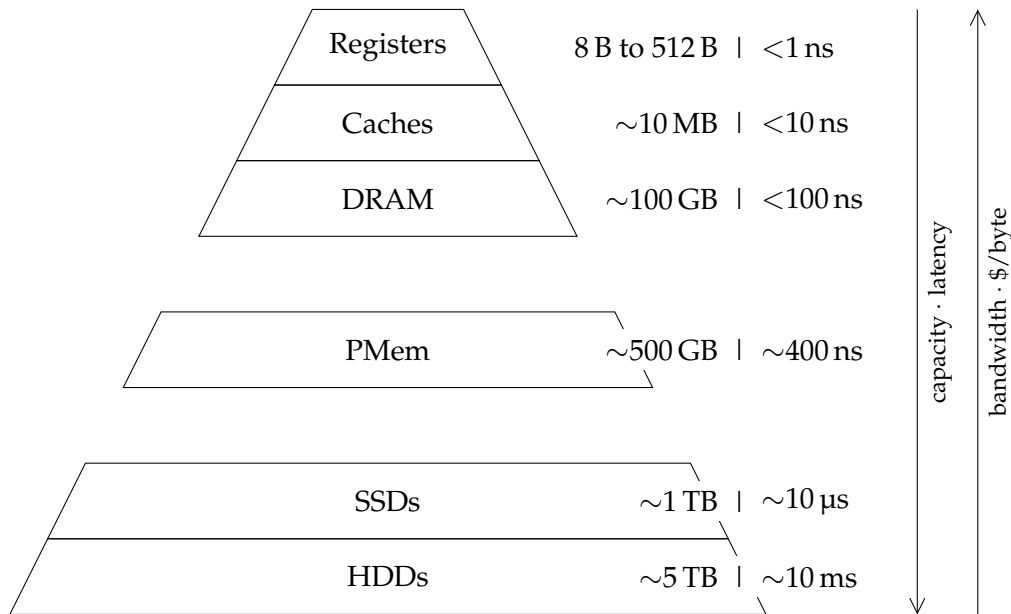 Registers 8 B to 512 B | <1 ns
Caches ~10 MB | <10 ns
DRAM ~100 GB | <100 ns
PMem ~500 GB | ~400 ns
SSDs ~1 TB | ~10 µs
HDDs ~5 TB | ~10 ms
capacity · latency
bandwidth · $/byte